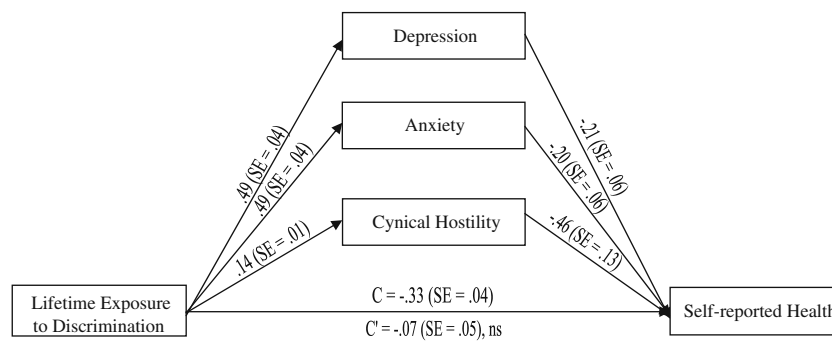 Depression
Anxiety
Cynical Hostility
.49 (SE = .04)
.49 (SE = .04)
.14 (SE = .01)
-.21 (SE = .06)
-.20 (SE = .06)
-.46 (SE = .13)
Lifetime Exposure
to Discrimination
C = -.33 (SE = .04)
C' = -.07 (SE = .05), ns
Self-reported Health